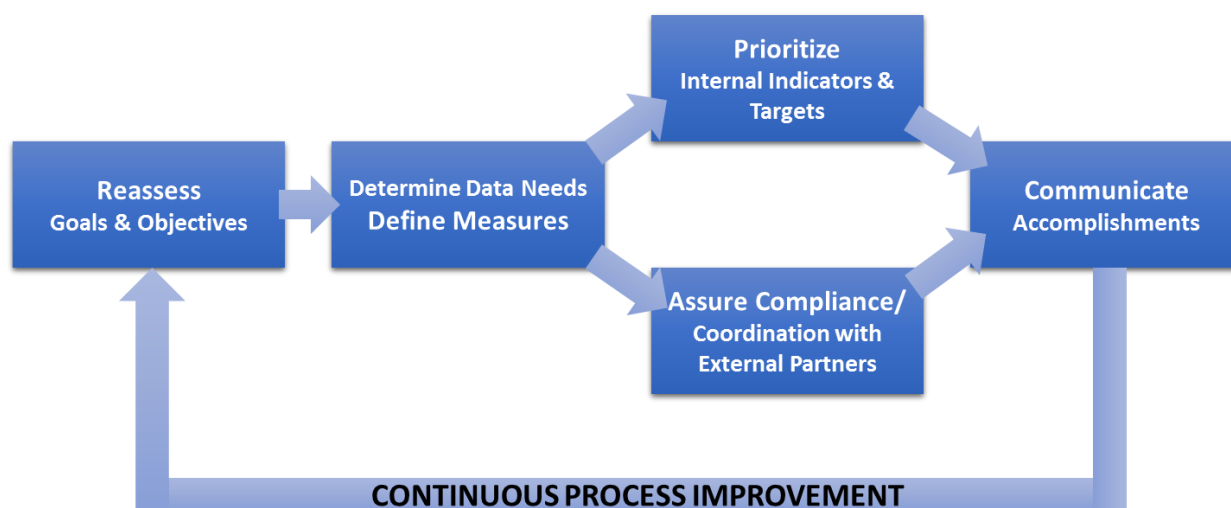 Reassess
Goals & Objectives
Determine Data Needs
Define Measures
Prioritize
Internal Indicators &
Targets
Assure Compliance/
Coordination with
External Partners
Communicate
Accomplishments
CONTINUOUS PROCESS IMPROVEMENT